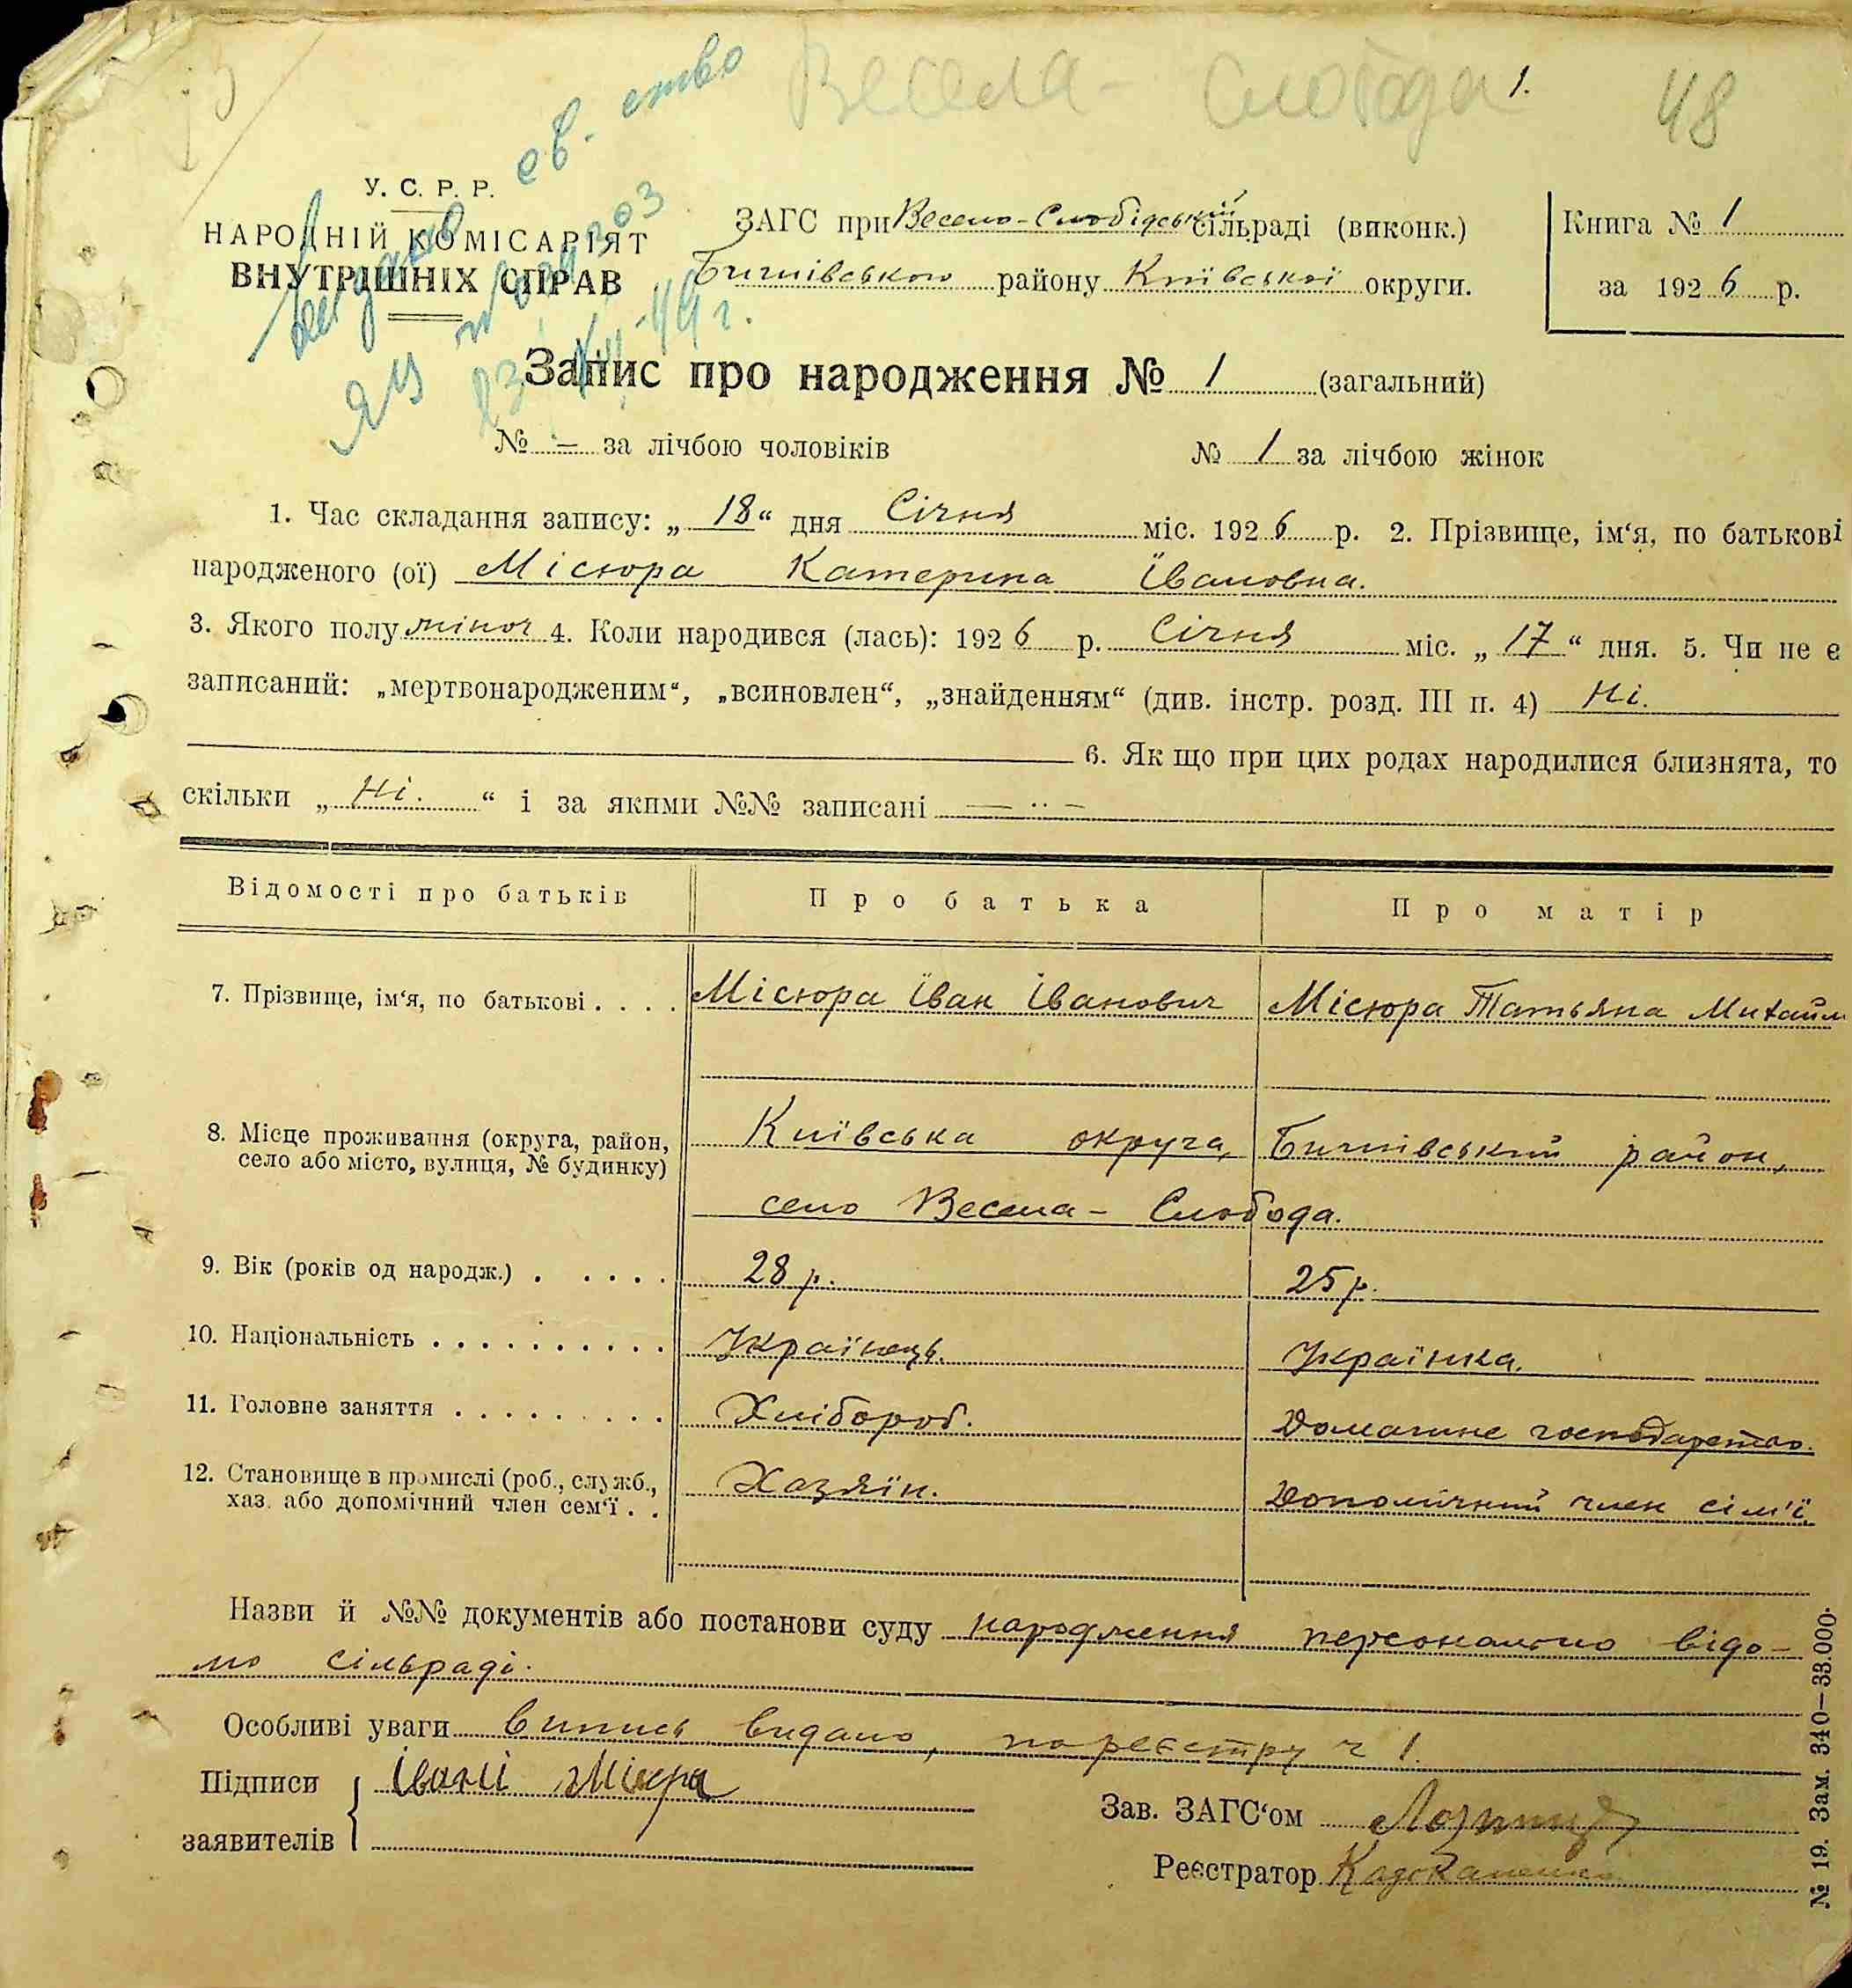 Весела - Слобода 1. 48
св. ство
У. С. Р. Р.
НАРОДНІЙ КОМІСАРІЯТ
ВНУТРІШНІХ СПРАВ
видано
ЯЦ
ЗАГС при Весело-Слобідській сільраді (виконк.)
Бишівського району Київської округи.
Книга № 1
за 1926 р.
Запис про народження № 1 (загальний)
№ – за лічбою чоловіків № 1 за лічбою жінок
1. Час складання запису: „ 18 “ дня Січня міс. 1926 р. 2. Прізвище, ім‘я, по батькові
народженого (ої) Місюра Катерина Івановна.
3. Якого полу жіноч 4. Коли народився (лась): 1926 р. Січня міс. „ 17 “ дня. 5. Чи не є
записаний: „мертвонародженим“, „всиновлен“, „знайденням“ (див. інстр. розд. III п. 4) Ні.
6. Як що при цих родах народилися близнята, то
скільки „ Ні. “ і за якими №№ записані — ·· –
Відомості про батьків Про батька Про матір
7. Прізвище, ім‘я, по батькові . . . . Місюра Іван Іванович Місюра Татьяна Михайл
8. Місце проживання (округа, район, Київська округа, Бишівський район,
село або місто, вулиця, № будинку)
село Весела - Слобода.
9. Вік (років од народж.) . . . . . 28 р. 25 р.
10. Національність . . . . . . . . . . Українець. Українка.
11. Головне заняття . . . . . . . . . Хлібороб. Домашнє господарство.
12. Становище в промислі (роб., служб., Хазяїн. Допомічний член сім'ї.
хаз. або допомічний член сем‘ї . .
Назви й №№ документів або постанови суду народження персонально відо-
мо сільраді.
Особливі уваги Випись видано, по реєстру ч 1.
Підписи Іван Місюра
заявителів
Зав. ЗАГС‘ом
Реєстратор
№ 19. Зам. 340–33.000.